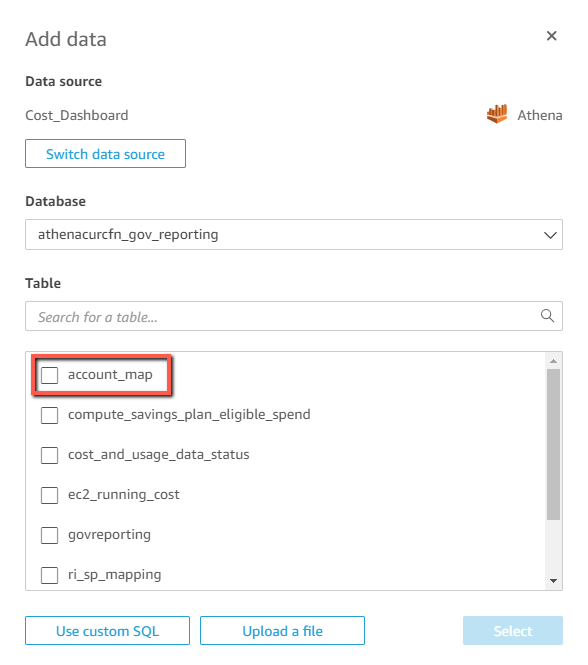 Add data
Data source
Cost_Dashboard Athena
Switch data source
Database
athenacurcfn_gov_reporting
Table
Search for a table...
account_map
compute_savings_plan_eligible_spend
cost_and_usage_data_status
ec2_running_cost
govreporting
ri_sp_mapping
Use custom SQL Upload a file Select